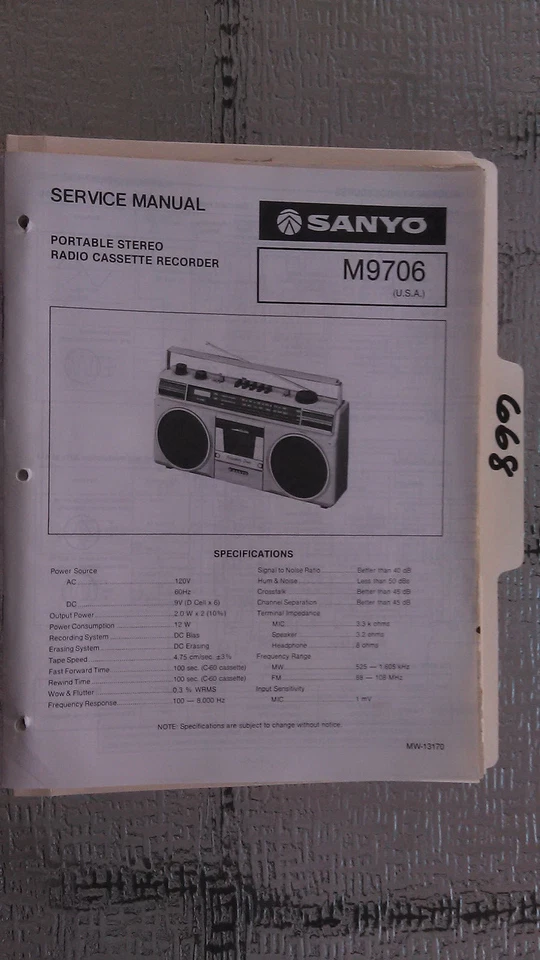 SERVICE MANUAL
SANYO
PORTABLE STEREO
RADIO CASSETTE RECORDER
M9706
(U.S.A.)
899
SPECIFICATIONS
Power Source
AC 120V
60Hz
DC 9V (D Cell x 6)
Output Power 2.0 W x 2 (10%)
Power Consumption 12 W
Recording System DC Bias
Erasing System DC Erasing
Tape Speed 4.75 cm/sec. ±3%
Fast Forward Time 100 sec. (C-60 cassette)
Rewind Time 100 sec. (C-60 cassette)
Wow & Flutter 0.3 % WRMS
Frequency Response 100 — 8,000 Hz
Signal to Noise Ratio Better than 40 dB
Hum & Noise Less than 50 dBs
Crosstalk Better than 45 dB
Channel Separation Better than 45 dB
Terminal Impedance
MIC 3.3 k ohms
Speaker 3.2 ohms
Headphone 8 ohms
Frequency Range
MW 525 — 1,605 kHz
FM 88 — 108 MHz
Input Sensitivity
MIC 1 mV
NOTE: Specifications are subject to change without notice.
MW-13170